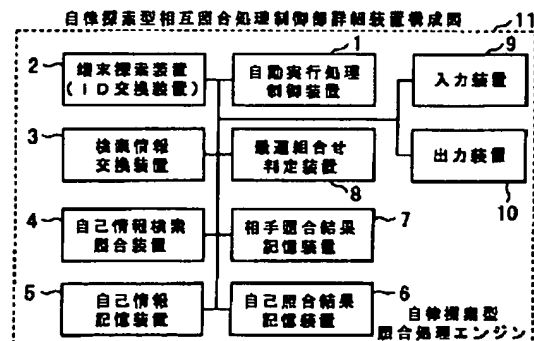 自律探索型相互照合処理制御部詳細装置構成図
11
1
2
端末探索装置
(ID交換装置)
自動実行処理
制御装置
9
入力装置
3
検索情報
交換装置
最適組合せ
判定装置
8
出力装置
10
4
自己情報検索
照合装置
7
相手照合結果
記憶装置
5
自己情報
記憶装置
6
自己照合結果
記憶装置
自律探索型
照合処理エンジン